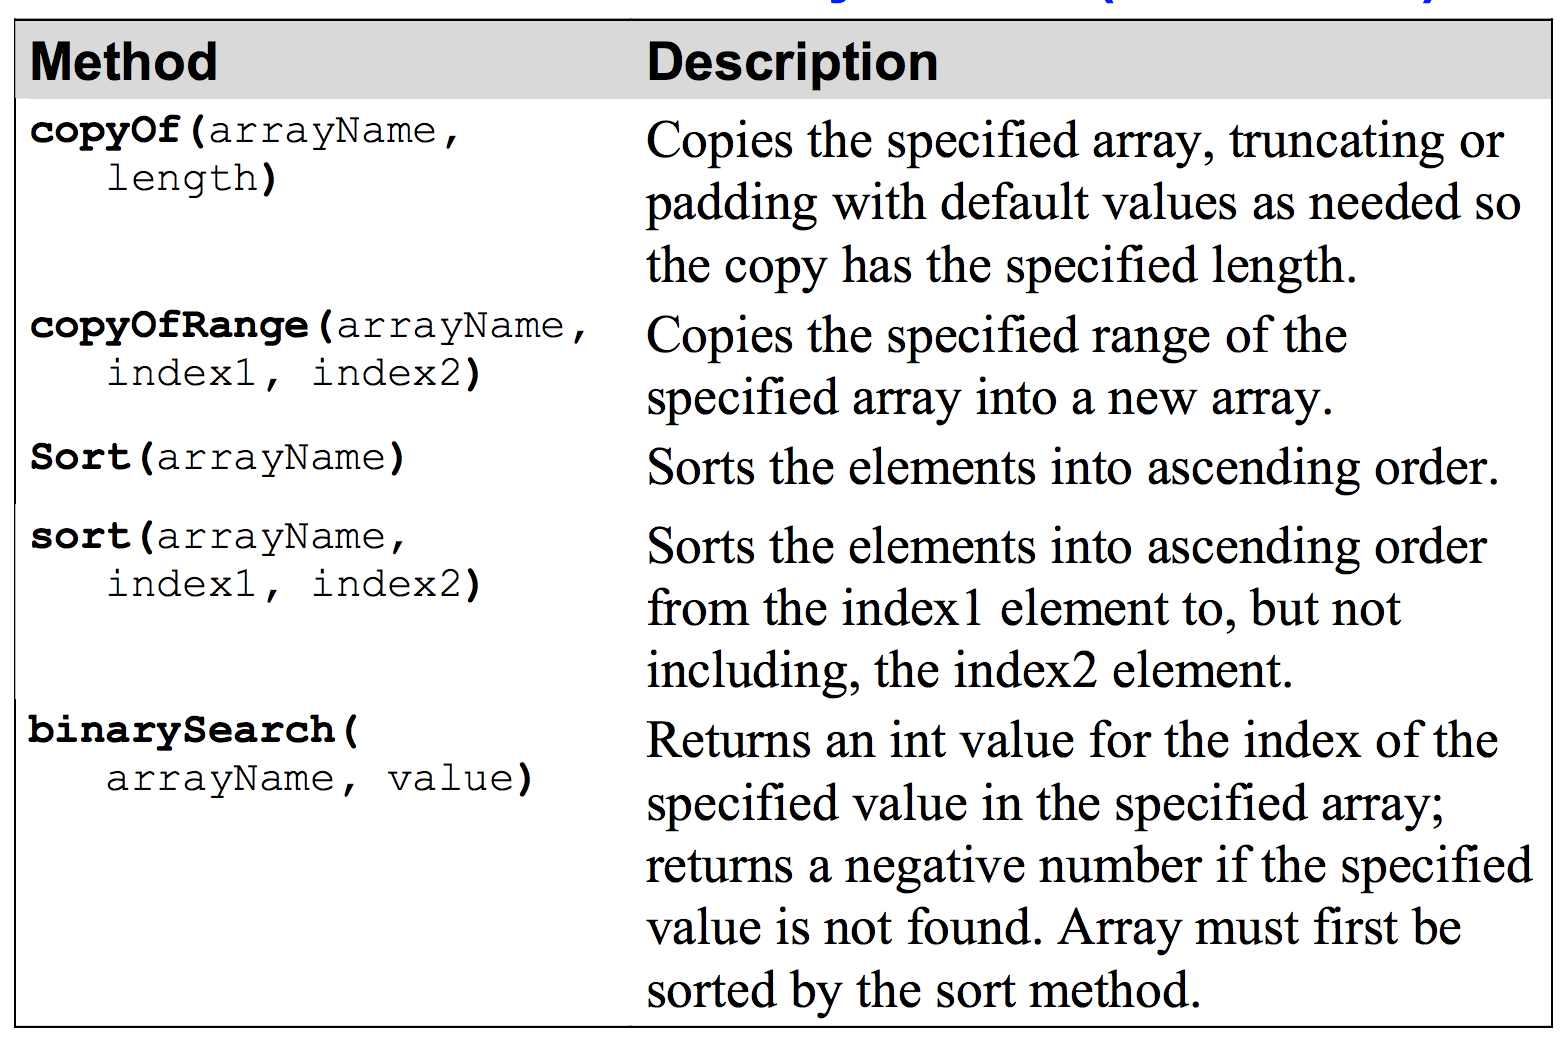 Method Description
copyOf(arrayName, Copies the specified array, truncating or
length) padding with default values as needed so
the copy has the specified length.
copyOfRange(arrayName, Copies the specified range of the
index1, index2) specified array into a new array.
Sort(arrayName) Sorts the elements into ascending order.
sort(arrayName, Sorts the elements into ascending order
index1, index2) from the index1 element to, but not
including, the index2 element.
binarySearch( Returns an int value for the index of the
arrayName, value) specified value in the specified array;
returns a negative number if the specified
value is not found. Array must first be
sorted by the sort method.